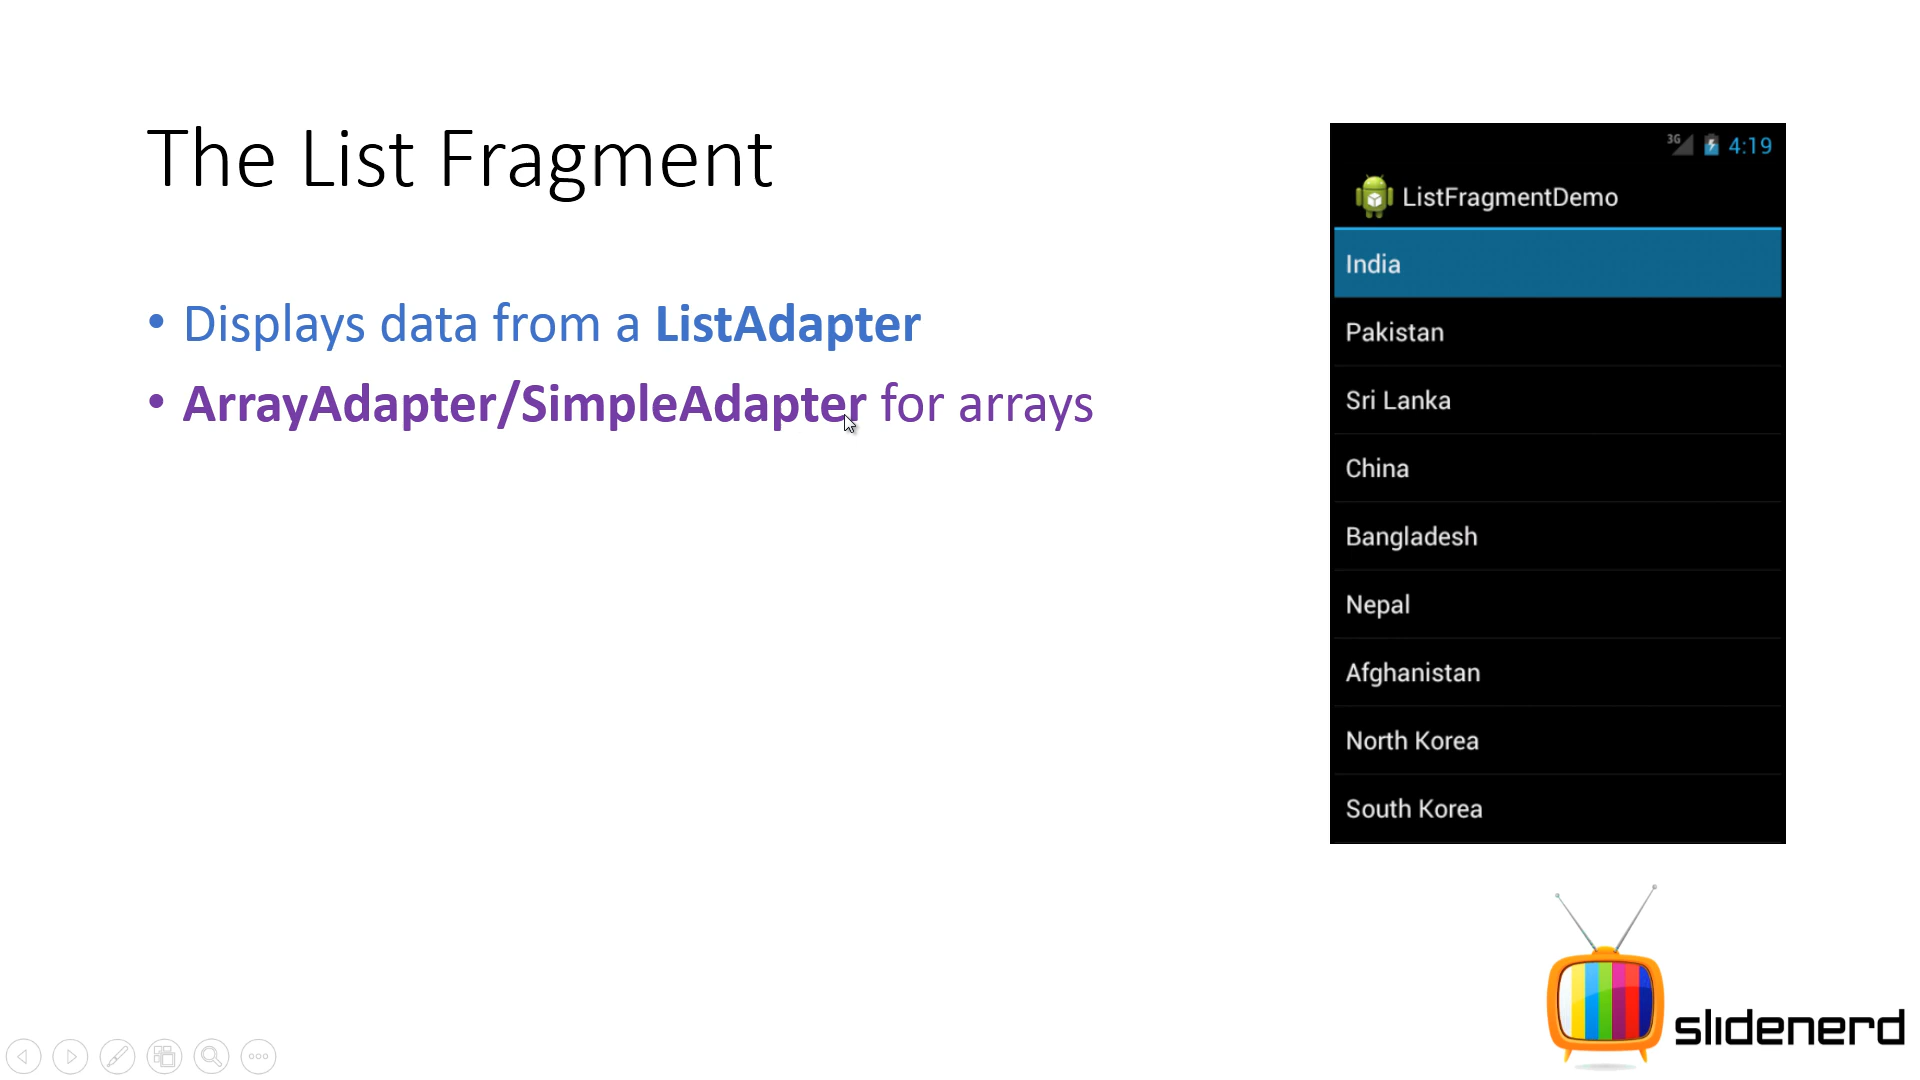 The List Fragment
• Displays data from a ListAdapter
• ArrayAdapter/SimpleAdapter for arrays
3G 4:19
ListFragmentDemo
India
Pakistan
Sri Lanka
China
Bangladesh
Nepal
Afghanistan
North Korea
South Korea
slidenerd